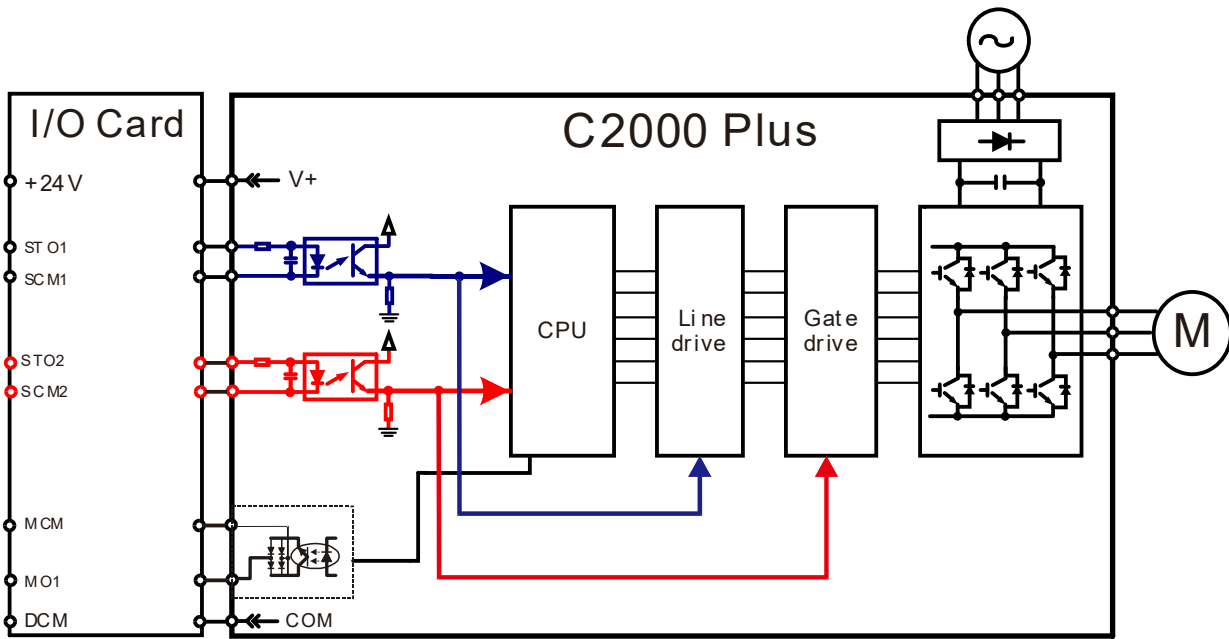 I/O Card
C2000 Plus
+24V
V+
STO1
SCM1
STO2
SCM2
CPU
Line
drive
Gate
drive
M
MCM
MO1
DCM
COM